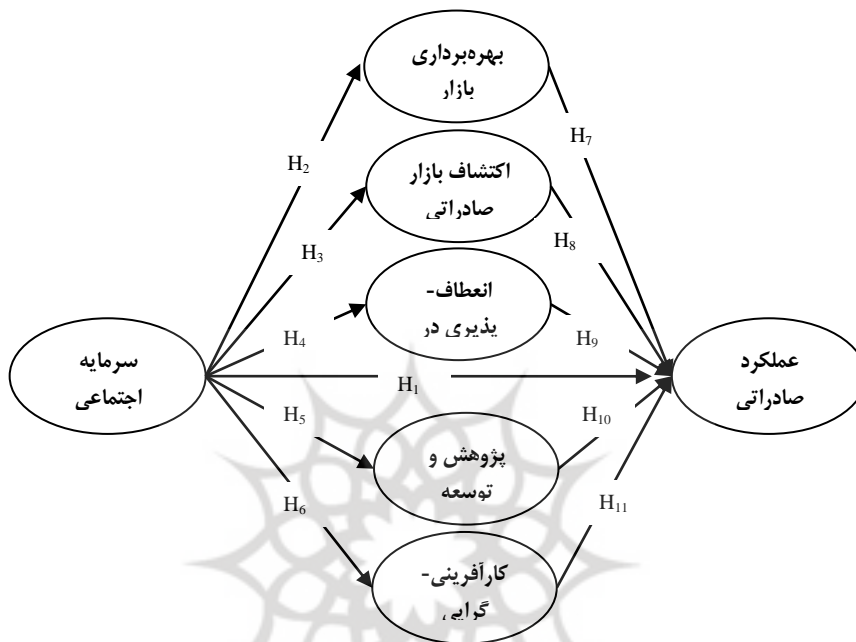 بهره‌برداری
بازار
H7
H2
اکتشاف بازار
صادراتی
H8
H3
انعطاف-
پذیری در
H4
H9
سرمایه
اجتماعی
عملکرد
صادراتی
H1
H5
H10
پژوهش و
توسعه
H6
H11
کارآفرینی-
گرایی